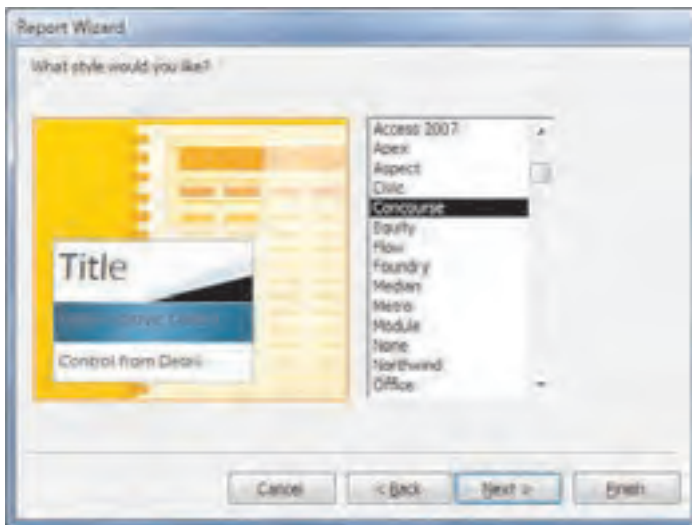 Report Wizard
What style would you like?
Title
Control from Detail
Access 2007
Apex
Aspect
Civic
Concourse
Equity
Flow
Foundry
Median
Metro
Module
None
Northwind
Office
Cancel
< Back
Next >
Finish